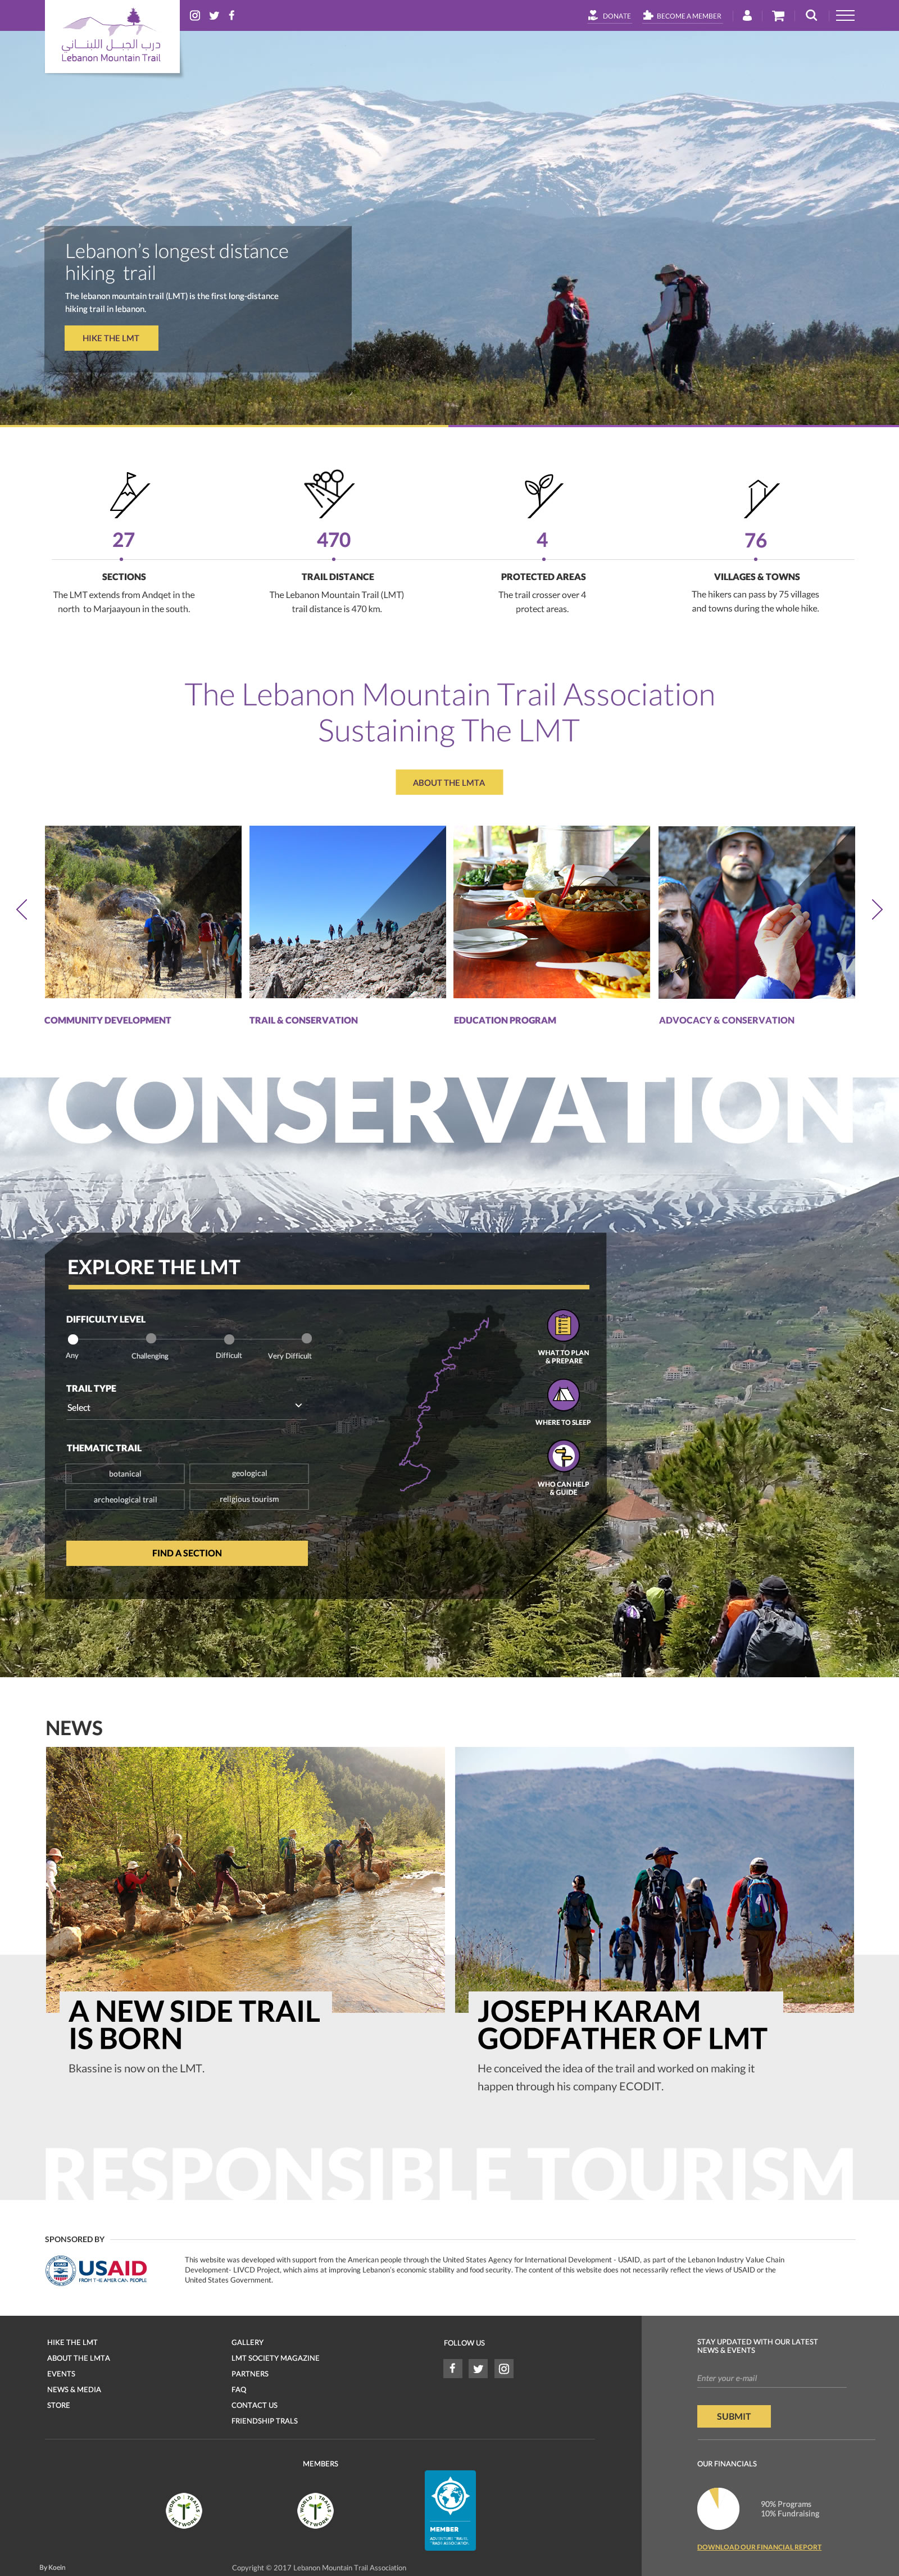 درب الجبل اللبناني
Lebanon Mountain Trail
DONATE
BECOME A MEMBER
Lebanon's longest distance
hiking trail
The lebanon mountain trail (LMT) is the first long-distance
hiking trail in lebanon.
HIKE THE LMT
27
SECTIONS
The LMT extends from Andqet in the
north to Marjaayoun in the south.
470
TRAIL DISTANCE
The Lebanon Mountain Trail (LMT)
trail distance is 470 km.
4
PROTECTED AREAS
The trail crosser over 4
protect areas.
76
VILLAGES & TOWNS
The hikers can pass by 75 villages
and towns during the whole hike.
The Lebanon Mountain Trail Association
Sustaining The LMT
ABOUT THE LMTA
COMMUNITY DEVELOPMENT
TRAIL & CONSERVATION
EDUCATION PROGRAM
ADVOCACY & CONSERVATION
CONSERVATION
EXPLORE THE LMT
DIFFICULTY LEVEL
Any
Challenging
Difficult
Very Difficult
TRAIL TYPE
Select
THEMATIC TRAIL
botanical
geological
archeological trail
religious tourism
FIND A SECTION
WHAT TO PLAN
& PREPARE
WHERE TO SLEEP
WHO CAN HELP
& GUIDE
NEWS
A NEW SIDE TRAIL
IS BORN
Bkassine is now on the LMT.
JOSEPH KARAM
GODFATHER OF LMT
He conceived the idea of the trail and worked on making it
happen through his company ECODIT.
RESPONSIBLE TOURISM
SPONSORED BY
USAID
USAID
FROM THE AMERICAN PEOPLE
This website was developed with support from the American people through the United States Agency for International Development - USAID, as part of the Lebanon Industry Value Chain
Development- LIVCD Project, which aims at improving Lebanon's economic stability and food security. The content of this website does not necessarily reflect the views of USAID or the
United States Government.
HIKE THE LMT
ABOUT THE LMTA
EVENTS
NEWS & MEDIA
STORE
GALLERY
LMT SOCIETY MAGAZINE
PARTNERS
FAQ
CONTACT US
FRIENDSHIP TRALS
FOLLOW US
STAY UPDATED WITH OUR LATEST
NEWS & EVENTS
Enter your e-mail
SUBMIT
MEMBERS
WORLD TRAILS
NETWORK
WORLD TRAILS
NETWORK
MEMBER
ADVENTURE TRAVEL
TRADE ASSOCIATION
OUR FINANCIALS
90% Programs
10% Fundraising
DOWNLOAD OUR FINANCIAL REPORT
By Koein
Copyright © 2017 Lebanon Mountain Trail Association